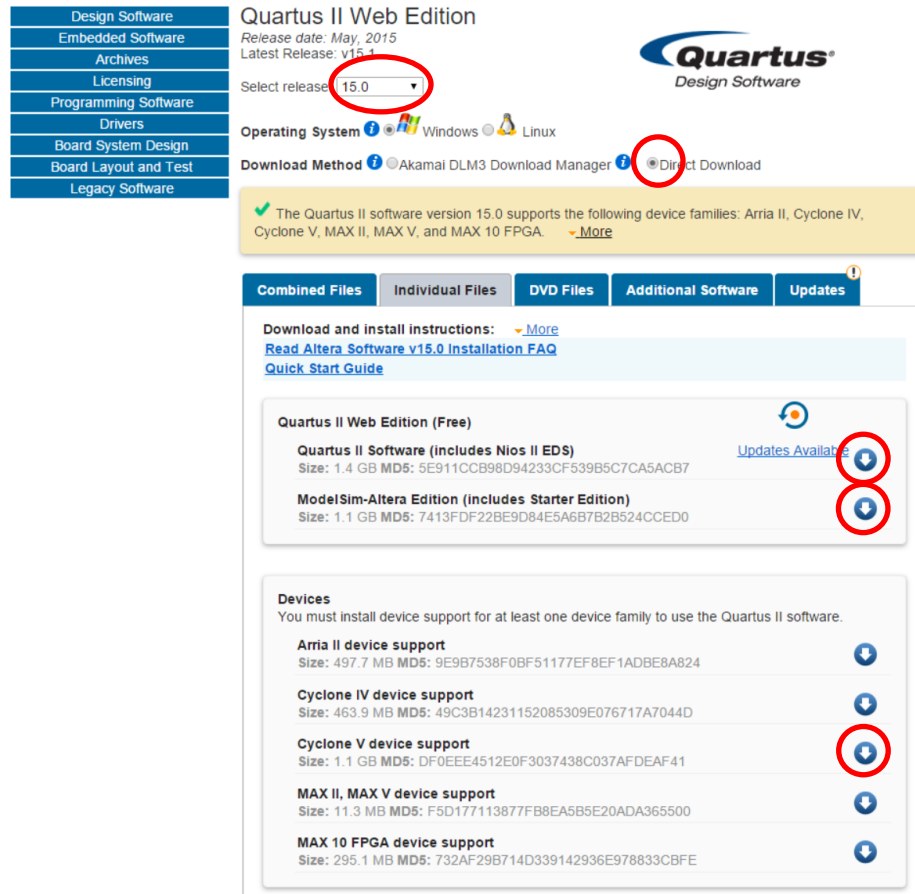 Design Software
Embedded Software
Archives
Licensing
Programming Software
Drivers
Board System Design
Board Layout and Test
Legacy Software
Quartus II Web Edition
Release date: May, 2015
Latest Release: v15.1
Select release: 15.0
Quartus®
Design Software
Operating System Windows Linux
Download Method Akamai DLM3 Download Manager Direct Download
The Quartus II software version 15.0 supports the following device families: Arria II, Cyclone IV,
Cyclone V, MAX II, MAX V, and MAX 10 FPGA. More
Combined Files Individual Files DVD Files Additional Software Updates
Download and install instructions: More
Read Altera Software v15.0 Installation FAQ
Quick Start Guide
Quartus II Web Edition (Free)
Quartus II Software (includes Nios II EDS) Updates Available
Size: 1.4 GB MD5: 5E911CCB98D94233CF539B5C7CA5ACB7
ModelSim-Altera Edition (includes Starter Edition)
Size: 1.1 GB MD5: 7413FDF22BE9D84E5A6B7B2B524CCED0
Devices
You must install device support for at least one device family to use the Quartus II software.
Arria II device support
Size: 497.7 MB MD5: 9E9B7538F0BF51177EF8EF1ADBE8A824
Cyclone IV device support
Size: 463.9 MB MD5: 49C3B14231152085309E076717A7044D
Cyclone V device support
Size: 1.1 GB MD5: DF0EEE4512E0F3037438C037AFDEAF41
MAX II, MAX V device support
Size: 11.3 MB MD5: F5D177113877FB8EA5B5E20ADA365500
MAX 10 FPGA device support
Size: 295.1 MB MD5: 732AF29B714D339142936E978833CBFE